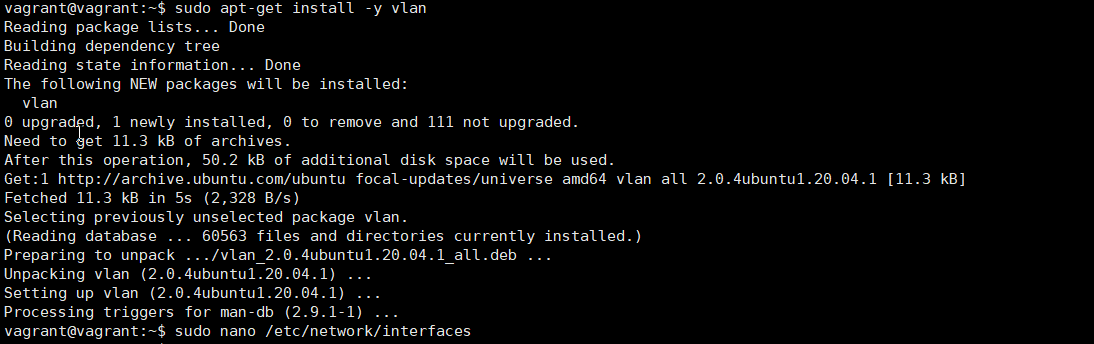 vagrant@vagrant:~$ sudo apt-get install -y vlan
Reading package lists... Done
Building dependency tree
Reading state information... Done
The following NEW packages will be installed:
  vlan
0 upgraded, 1 newly installed, 0 to remove and 111 not upgraded.
Need to get 11.3 kB of archives.
After this operation, 50.2 kB of additional disk space will be used.
Get:1 http://archive.ubuntu.com/ubuntu focal-updates/universe amd64 vlan all 2.0.4ubuntu1.20.04.1 [11.3 kB]
Fetched 11.3 kB in 5s (2,328 B/s)
Selecting previously unselected package vlan.
(Reading database ... 60563 files and directories currently installed.)
Preparing to unpack .../vlan_2.0.4ubuntu1.20.04.1_all.deb ...
Unpacking vlan (2.0.4ubuntu1.20.04.1) ...
Setting up vlan (2.0.4ubuntu1.20.04.1) ...
Processing triggers for man-db (2.9.1-1) ...
vagrant@vagrant:~$ sudo nano /etc/network/interfaces